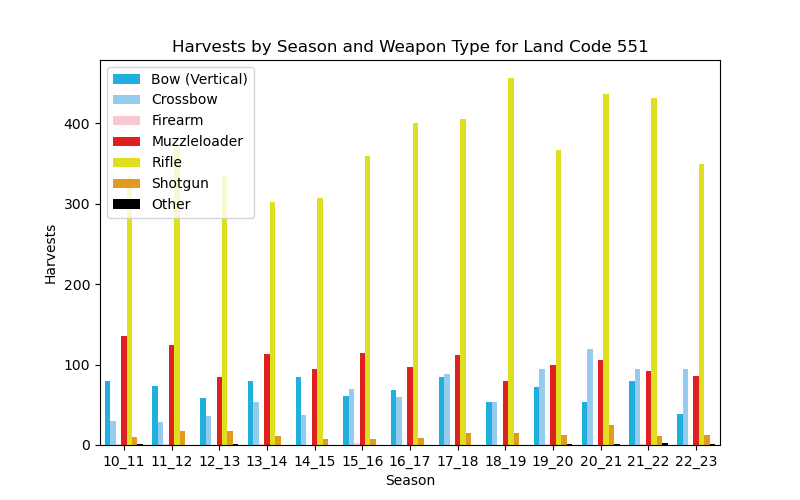 Harvests by Season and Weapon Type for Land Code 551
Bow (Vertical)
Crossbow
Firearm
Muzzleloader
Rifle
Shotgun
Other
Harvests
400
300
200
100
0
10_11 11_12 12_13 13_14 14_15 15_16 16_17 17_18 18_19 19_20 20_21 21_22 22_23
Season